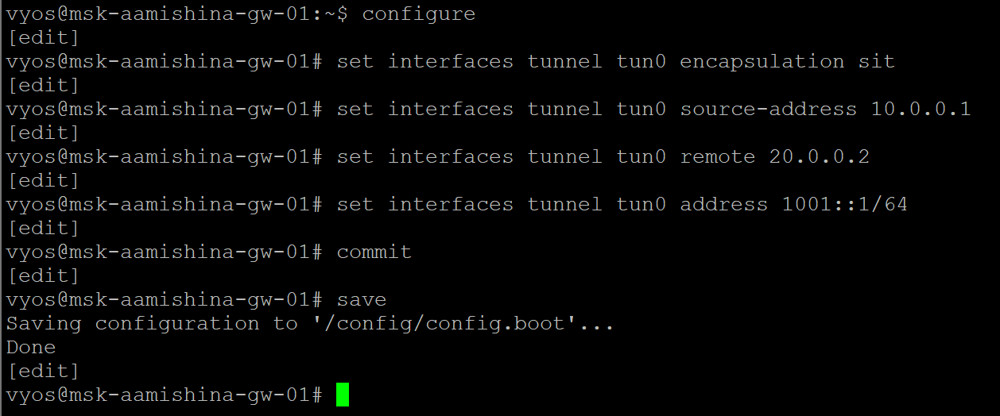 vyos@msk-aamishina-gw-01:~$ configure
[edit]
vyos@msk-aamishina-gw-01# set interfaces tunnel tun0 encapsulation sit
[edit]
vyos@msk-aamishina-gw-01# set interfaces tunnel tun0 source-address 10.0.0.1
[edit]
vyos@msk-aamishina-gw-01# set interfaces tunnel tun0 remote 20.0.0.2
[edit]
vyos@msk-aamishina-gw-01# set interfaces tunnel tun0 address 1001::1/64
[edit]
vyos@msk-aamishina-gw-01# commit
[edit]
vyos@msk-aamishina-gw-01# save
Saving configuration to '/config/config.boot'...
Done
[edit]
vyos@msk-aamishina-gw-01#